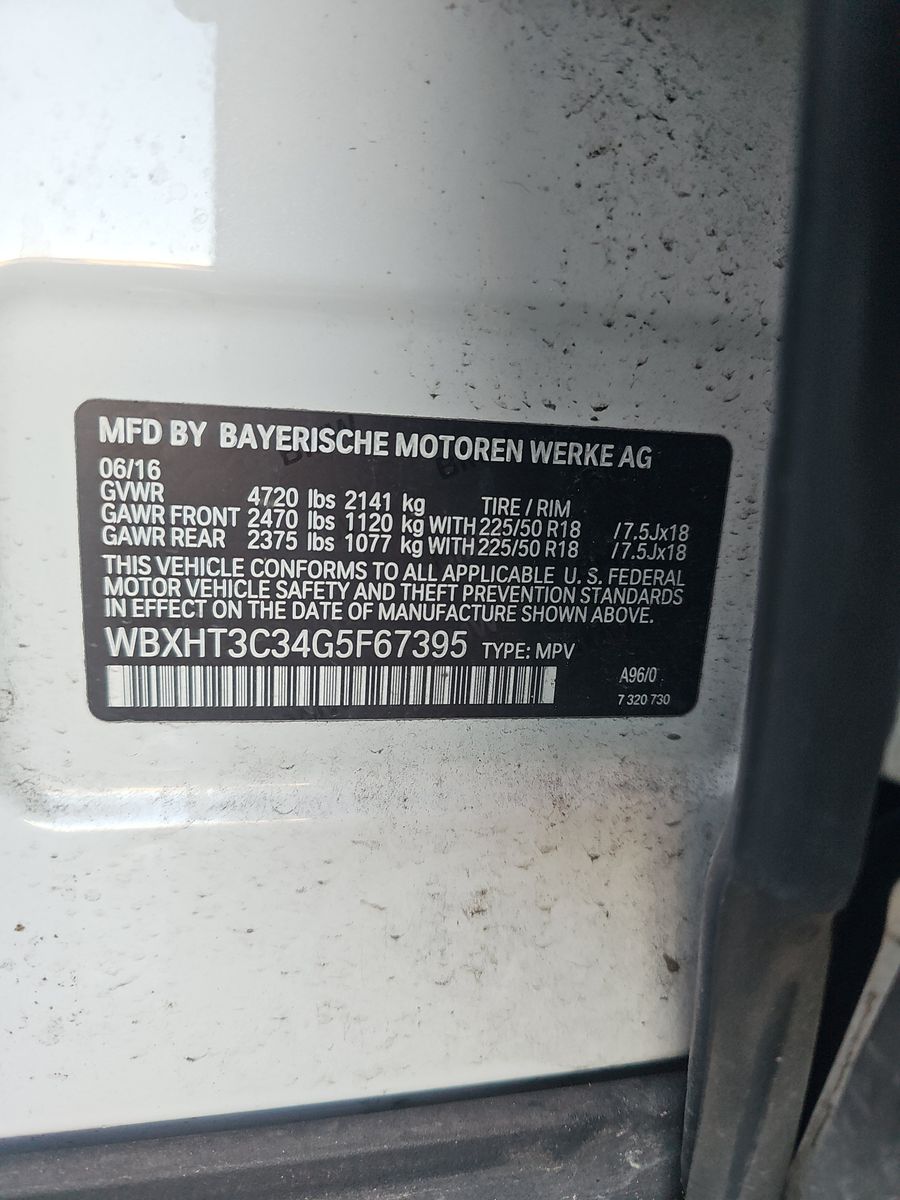 MFD BY BAYERISCHE MOTOREN WERKE AG
06/16
GVWR 4720 lbs 2141 kg TIRE / RIM
GAWR FRONT 2470 lbs 1120 kg WITH 225/50 R18 /7.5Jx18
GAWR REAR 2375 lbs 1077 kg WITH 225/50 R18 /7.5Jx18
THIS VEHICLE CONFORMS TO ALL APPLICABLE U. S. FEDERAL
MOTOR VEHICLE SAFETY AND THEFT PREVENTION STANDARDS
IN EFFECT ON THE DATE OF MANUFACTURE SHOWN ABOVE.
WBXHT3C34G5F67395 TYPE: MPV
A96/0
7 320 730